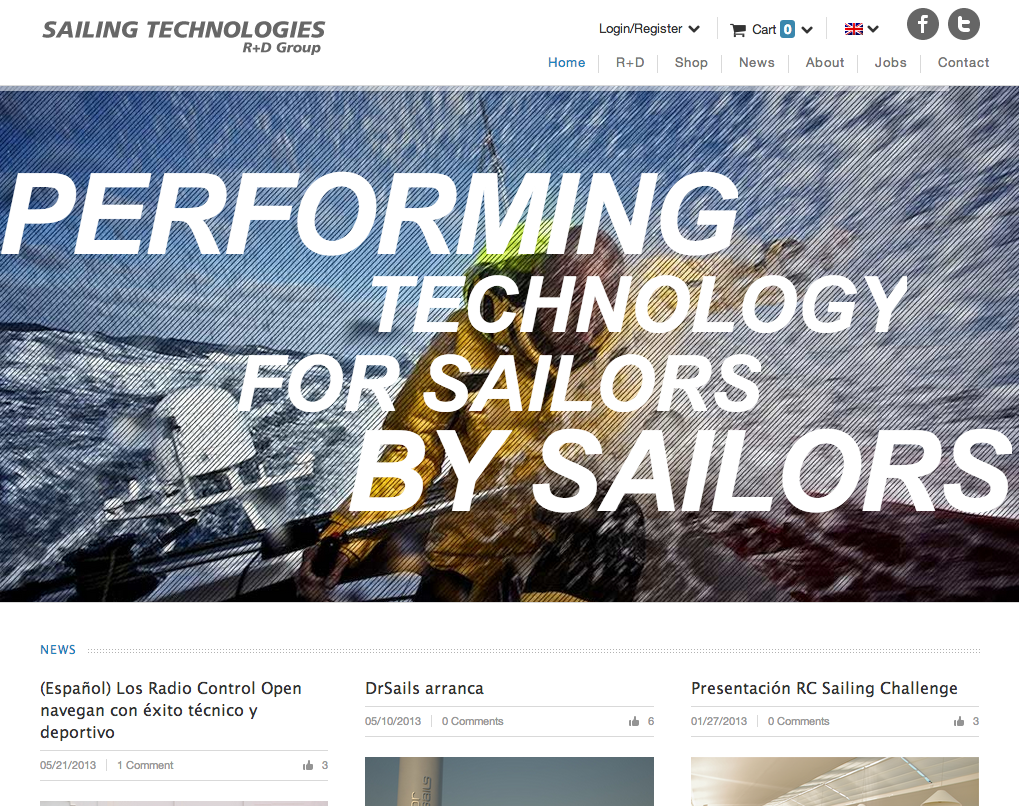 SAILING TECHNOLOGIES
R+D Group
Login/Register
Cart 0
Home R+D Shop News About Jobs Contact
PERFORMING
TECHNOLOGY
FOR SAILORS
BY SAILORS
NEWS
(Español) Los Radio Control Open
navegan con éxito técnico y
deportivo
05/21/2013 1 Comment 3
DrSails arranca
05/10/2013 0 Comments 6
Presentación RC Sailing Challenge
01/27/2013 0 Comments 3